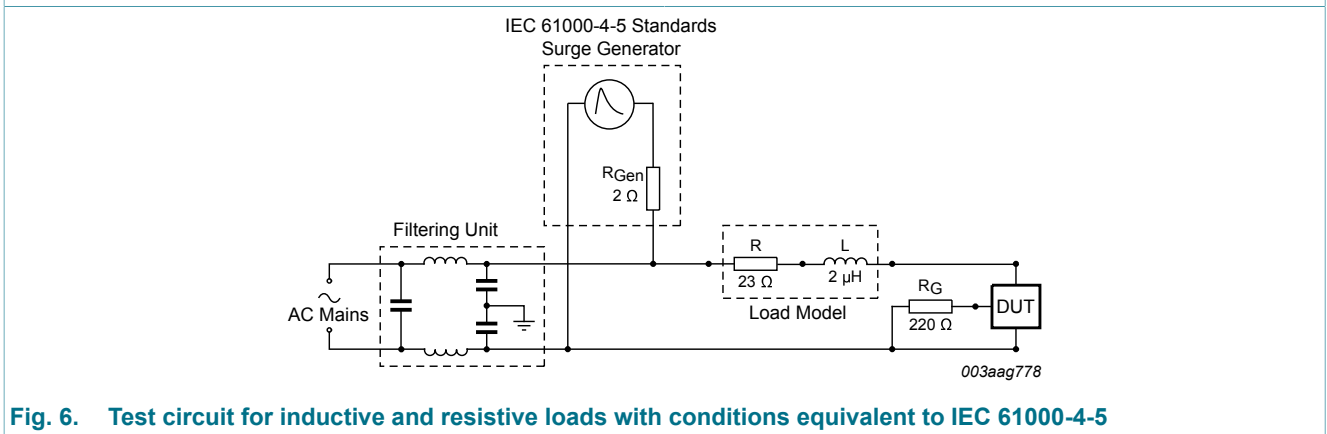 IEC 61000-4-5 Standards
Surge Generator
RGen
2 Ω
Filtering Unit
R
L
23 Ω
2 μH
Load Model
AC Mains
RG
220 Ω
DUT
003aag778
Fig. 6. Test circuit for inductive and resistive loads with conditions equivalent to IEC 61000-4-5